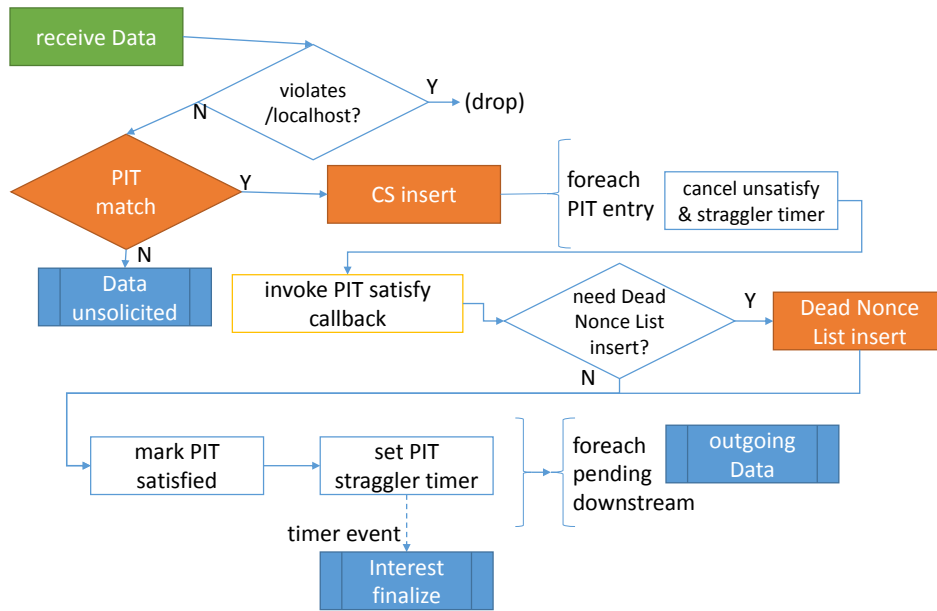 receive Data
violates
/localhost?
Y
(drop)
N
PIT
match
Y
CS insert
foreach
PIT entry
cancel unsatisfy
& straggler timer
N
Data
unsolicited
invoke PIT satisfy
callback
need Dead
Nonce List
insert?
Y
Dead Nonce
List insert
N
mark PIT
satisfied
set PIT
straggler timer
foreach
pending
downstream
outgoing
Data
timer event
Interest
finalize